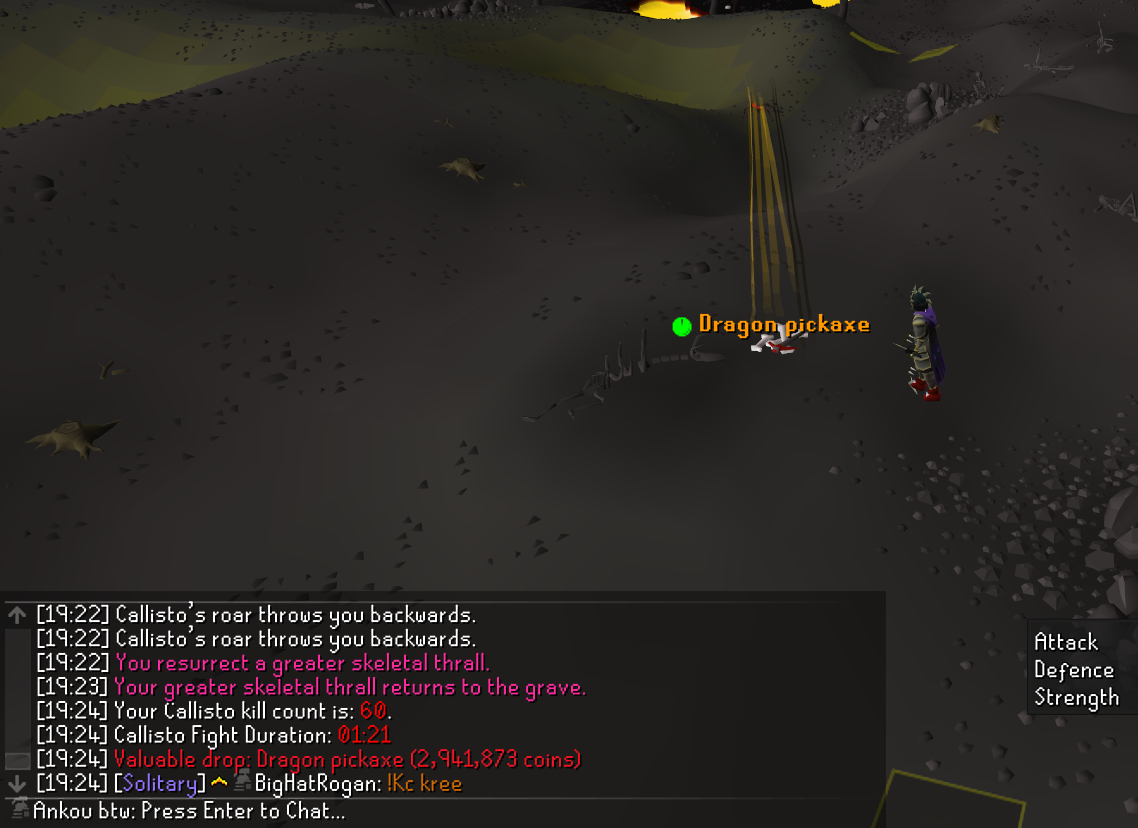 Dragon pickaxe
[19:22] Callisto's roar throws you backwards.
[19:22] Callisto's roar throws you backwards.
[19:22] You resurrect a greater skeletal thrall.
[19:23] Your greater skeletal thrall returns to the grave.
[19:24] Your Callisto kill count is: 60.
[19:24] Callisto Fight Duration: 01:21
[19:24] Valuable drop: Dragon pickaxe (2,941,873 coins)
[19:24] [Solitary] BigHatRogan: !Kc kree
Ankou btw: Press Enter to Chat...
Attack
Defence
Strength